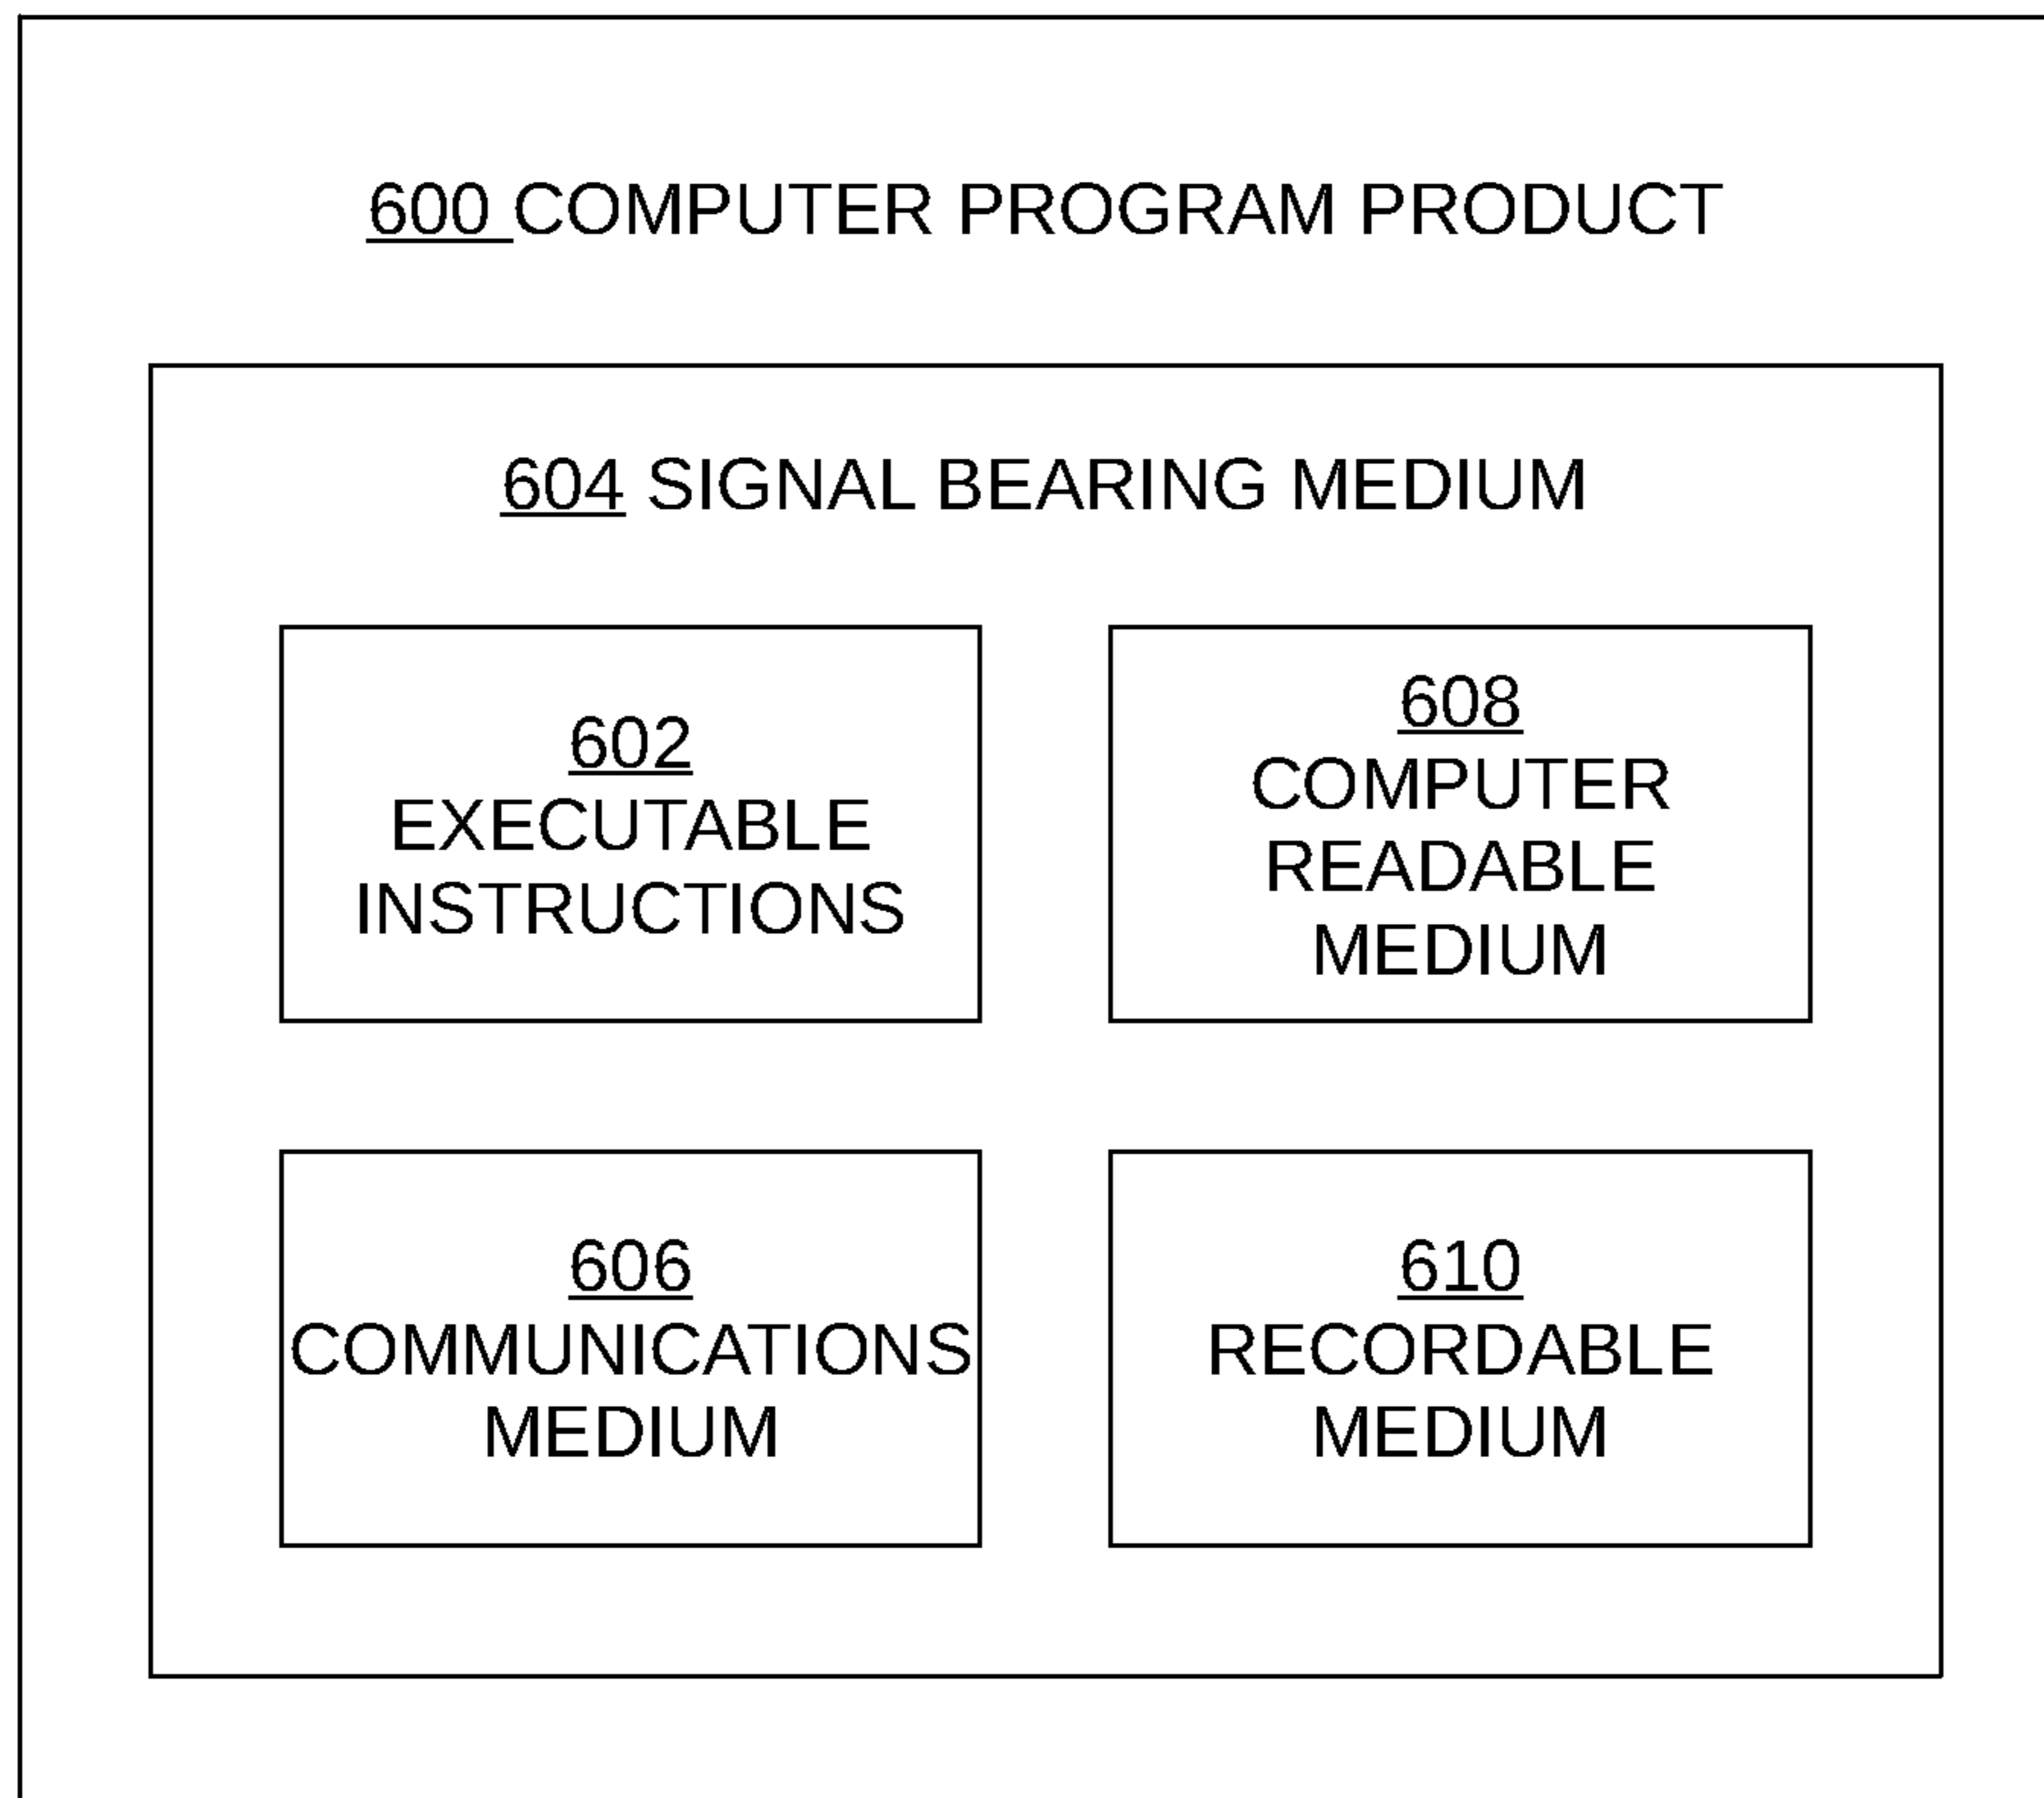 600 COMPUTER PROGRAM PRODUCT
604 SIGNAL BEARING MEDIUM
602
EXECUTABLE
INSTRUCTIONS
608
COMPUTER
READABLE
MEDIUM
606
COMMUNICATIONS
MEDIUM
610
RECORDABLE
MEDIUM